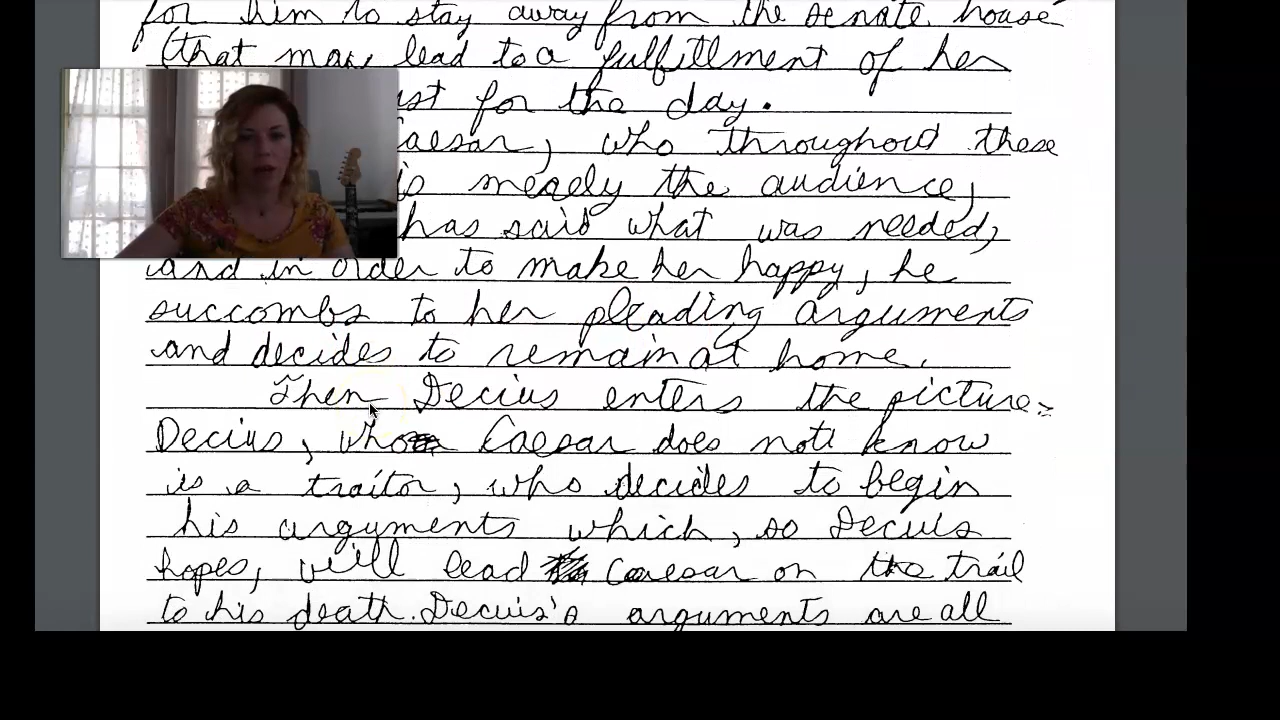 for him to stay away from the senate house
(that may lead to a fulfillment of her
for the day.
Caesar, who throughout these
is merely the audience,
has said what was needed,
and in order to make her happy, he
succombs to her pleading arguments
and decides to remain at home.
Then Decius enters the picture.
Decius, who Caesar does not know
is a traitor, who decides to begin
his arguments which, so Decius
hopes, will lead Caesar on the trail
to his death. Decuis's arguments are all